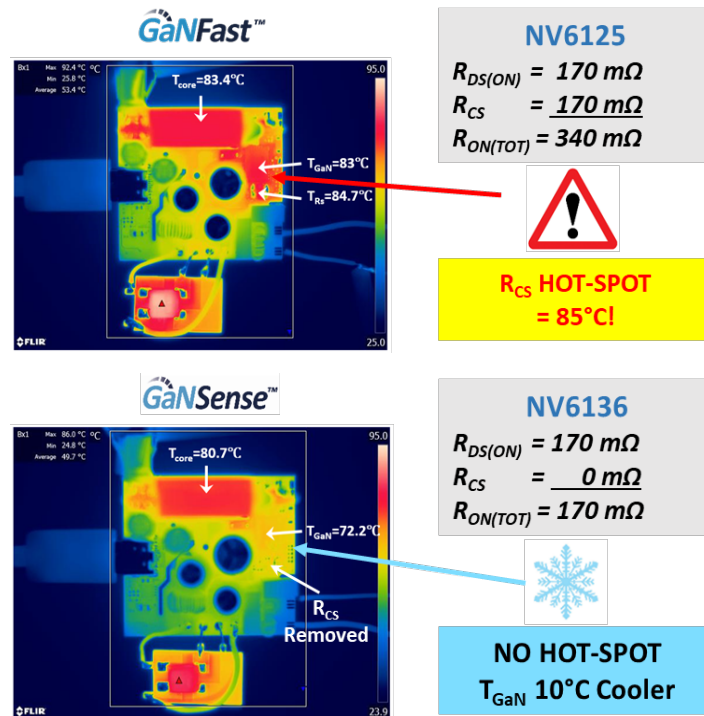 GaNFast™
Bx1 Max 92.4 °C °C
Min 25.8 °C
Average 53.4 °C
95.0
Tcore=83.4℃
TGaN=83℃
TRs=84.7℃
$FLIR
25.0
NV6125
RDS(ON) = 170 mΩ
RCS = 170 mΩ
RON(TOT) = 340 mΩ
!
RCS HOT-SPOT
= 85°C!
GaNSense™
Bx1 Max 86.0 °C °C
Min 24.8 °C
Average 49.7 °C
95.0
Tcore=80.7℃
TGaN=72.2℃
RCS
Removed
$FLIR
23.9
NV6136
RDS(ON) = 170 mΩ
RCS = 0 mΩ
RON(TOT) = 170 mΩ
NO HOT-SPOT
TGaN 10°C Cooler